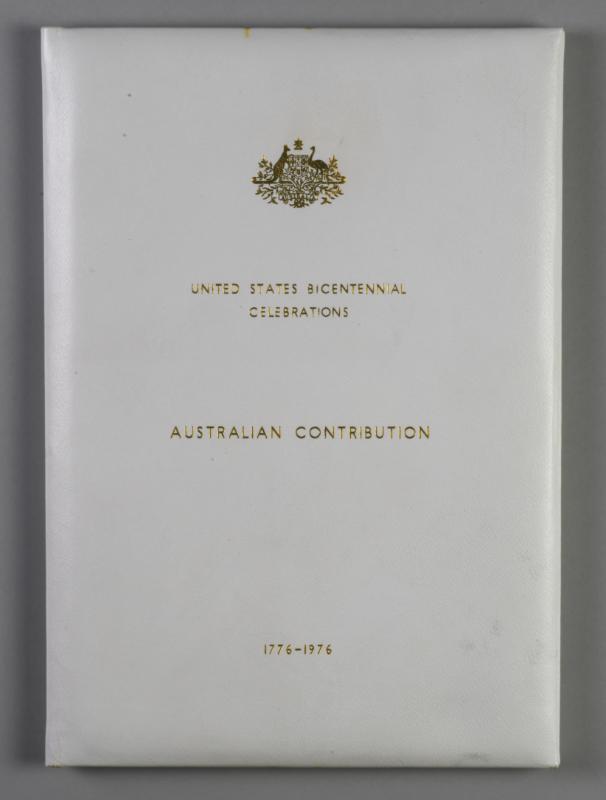 UNITED STATES BICENTENNIAL
CELEBRATIONS
AUSTRALIAN CONTRIBUTION
1776-1976